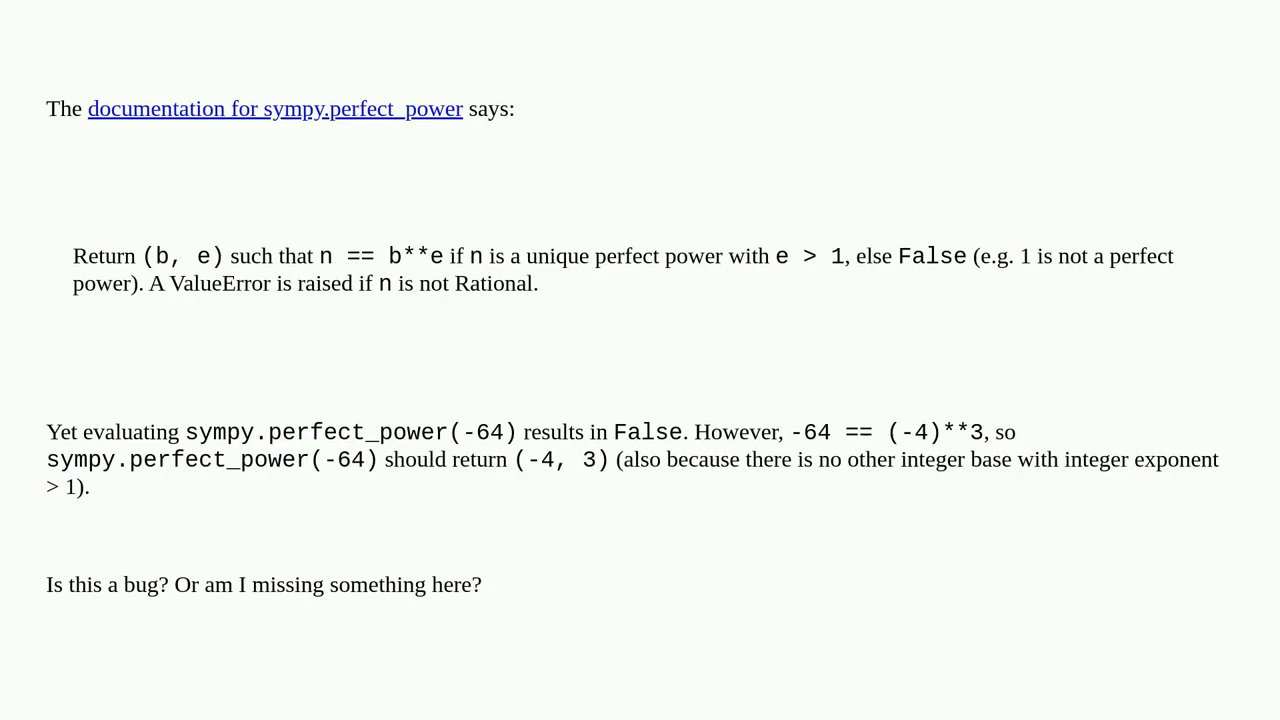 The documentation for sympy.perfect_power says:
Return (b, e) such that n == b**e if n is a unique perfect power with e > 1, else False (e.g. 1 is not a perfect
power). A ValueError is raised if n is not Rational.
Yet evaluating sympy.perfect_power(-64) results in False. However, -64 == (-4)**3, so
sympy.perfect_power(-64) should return (-4, 3) (also because there is no other integer base with integer exponent
> 1).
Is this a bug? Or am I missing something here?